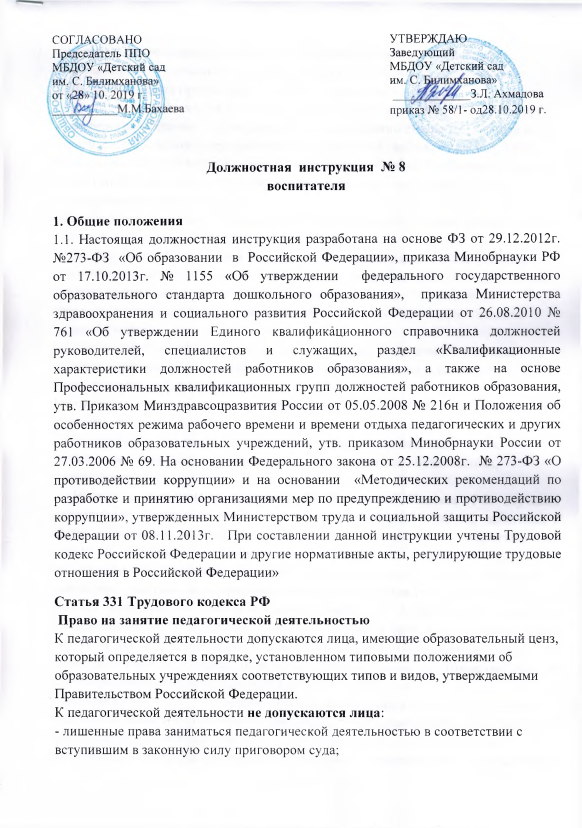 СОГЛАСОВАНО
Председатель ППО
МБДОУ «Детский сад
им. С. Билимханова»
от «28» 10. 2019 г.
М.М.Бахаева
УТВЕРЖДАЮ
Заведующий
МБДОУ «Детский сад
им. С. Билимханова»
З.Л. Ахмадова
приказ № 58/1- од28.10.2019 г.
Должностная инструкция № 8
воспитателя
1. Общие положения
1.1. Настоящая должностная инструкция разработана на основе ФЗ от 29.12.2012г.
№273-ФЗ «Об образовании в Российской Федерации», приказа Минобрнауки РФ
от 17.10.2013г. № 1155 «Об утверждении федерального государственного
образовательного стандарта дошкольного образования», приказа Министерства
здравоохранения и социального развития Российской Федерации от 26.08.2010 №
761 «Об утверждении Единого квалификационного справочника должностей
руководителей, специалистов и служащих, раздел «Квалификационные
характеристики должностей работников образования», а также на основе
Профессиональных квалификационных групп должностей работников образования,
утв. Приказом Минздравсоцразвития России от 05.05.2008 № 216н и Положения об
особенностях режима рабочего времени и времени отдыха педагогических и других
работников образовательных учреждений, утв. приказом Минобрнауки России от
27.03.2006 № 69. На основании Федерального закона от 25.12.2008г. № 273-ФЗ «О
противодействии коррупции» и на основании «Методических рекомендаций по
разработке и принятию организациями мер по предупреждению и противодействию
коррупции», утвержденных Министерством труда и социальной защиты Российской
Федерации от 08.11.2013г. При составлении данной инструкции учтены Трудовой
кодекс Российской Федерации и другие нормативные акты, регулирующие трудовые
отношения в Российской Федерации»
Статья 331 Трудового кодекса РФ
Право на занятие педагогической деятельностью
К педагогической деятельности допускаются лица, имеющие образовательный ценз,
который определяется в порядке, установленном типовыми положениями об
образовательных учреждениях соответствующих типов и видов, утверждаемыми
Правительством Российской Федерации.
К педагогической деятельности не допускаются лица:
- лишенные права заниматься педагогической деятельностью в соответствии с
вступившим в законную силу приговором суда;